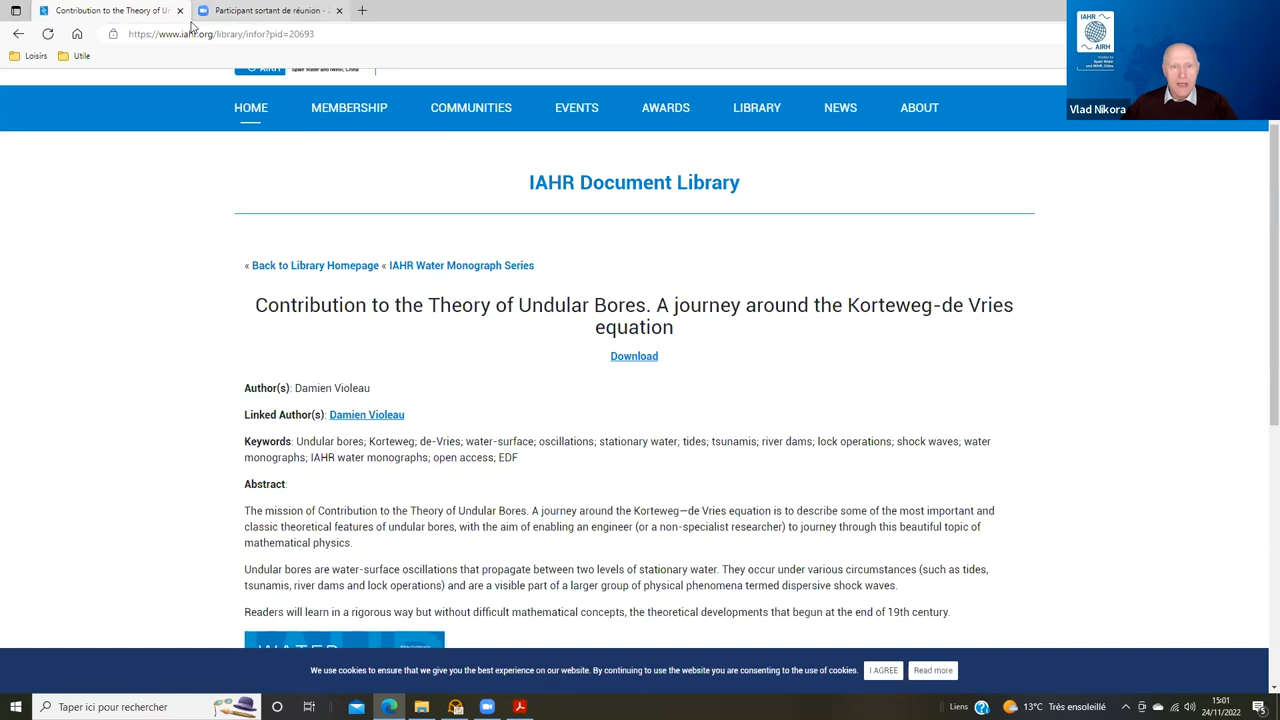 Contribution to the Theory of Ur
Participant sortant de réunion -
https://www.iahr.org/library/infor?pid=20693
Loisirs
Utile
IAHR
AIRH
Vlad Nikora
HOME MEMBERSHIP COMMUNITIES EVENTS AWARDS LIBRARY NEWS ABOUT
IAHR Document Library
« Back to Library Homepage « IAHR Water Monograph Series
Contribution to the Theory of Undular Bores. A journey around the Korteweg-de Vries
equation
Download
Author(s): Damien Violeau
Linked Author(s): Damien Violeau
Keywords: Undular bores; Korteweg; de-Vries; water-surface; oscillations; stationary water; tides; tsunamis; river dams; lock operations; shock waves; water
monographs; IAHR water monographs; open access; EDF
Abstract:
The mission of Contribution to the Theory of Undular Bores. A journey around the Korteweg—de Vries equation is to describe some of the most important and
classic theoretical features of undular bores, with the aim of enabling an engineer (or a non-specialist researcher) to journey through this beautiful topic of
mathematical physics.
Undular bores are water-surface oscillations that propagate between two levels of stationary water. They occur under various circumstances (such as tides,
tsunamis, river dams and lock operations) and are a visible part of a larger group of physical phenomena termed dispersive shock waves.
Readers will learn in a rigorous way but without difficult mathematical concepts, the theoretical developments that begun at the end of 19th century.
We use cookies to ensure that we give you the best experience on our website. By continuing to use the website you are consenting to the use of cookies. I AGREE Read more
Taper ici pour rechercher
Liens
13°C Très ensoleillé
15:01
24/11/2022